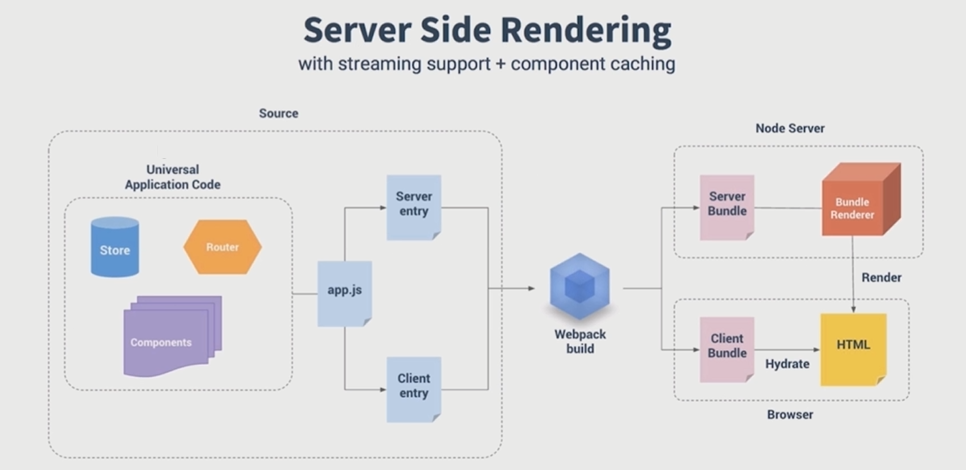 Server Side Rendering
with streaming support + component caching
Source
Universal
Application Code
Store
Router
Components
app.js
Server
entry
Client
entry
Webpack
build
Node Server
Server
Bundle
Bundle
Renderer
Render
Client
Bundle
Hydrate
HTML
Browser